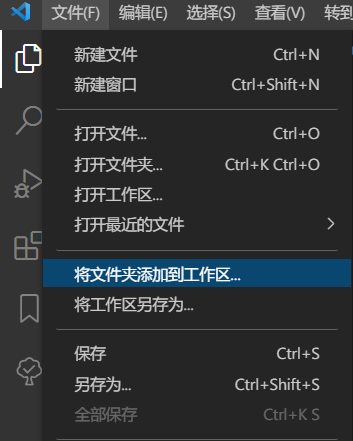 文件(F) 编辑(E) 选择(S) 查看(V) 转到
新建文件 Ctrl+N
新建窗口 Ctrl+Shift+N
打开文件... Ctrl+O
打开文件夹... Ctrl+K Ctrl+O
打开工作区...
打开最近的文件
将文件夹添加到工作区...
将工作区另存为...
保存 Ctrl+S
另存为... Ctrl+Shift+S
全部保存 Ctrl+K S